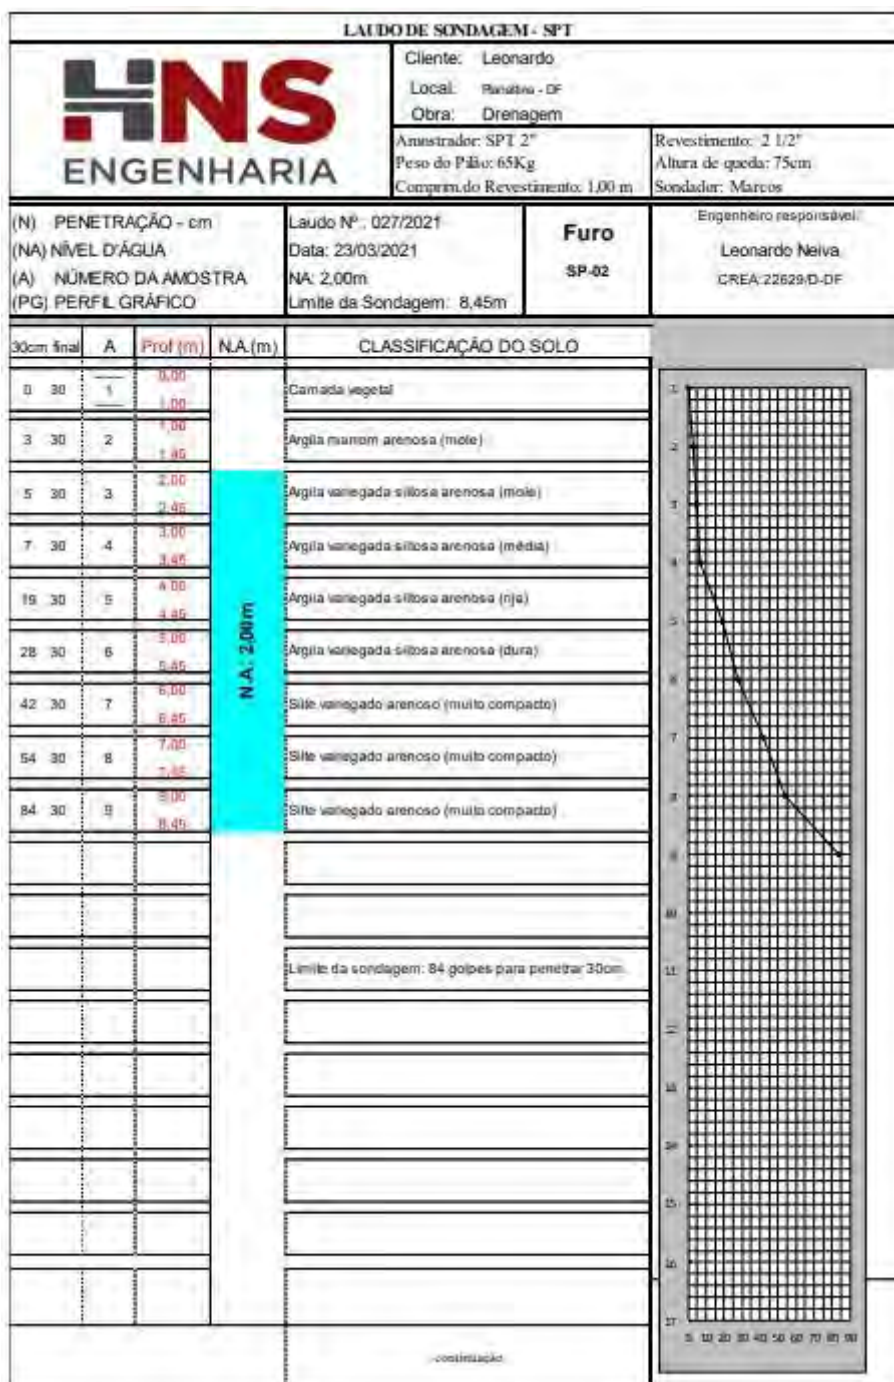 LAUDO DE SONDAGEM - SPT
HNS
ENGENHARIA
Cliente: Leonardo
Local: Planaltina - DF
Obra: Drenagem
Amostrador: SPT 2"
Peso do Pilão: 65Kg
Comprim.do Revestimento: 1,00 m
Revestimento: 2 1/2"
Altura de queda: 75cm
Sondador: Marcos
(N) PENETRAÇÃO - cm
(NA) NÍVEL D'ÁGUA
(A) NÚMERO DA AMOSTRA
(PG) PERFIL GRÁFICO
Laudo Nº : 027/2021
Data: 23/03/2021
NA: 2,00m
Limite da Sondagem: 8,45m
Furo
SP-02
Engenheiro responsável:
Leonardo Neiva
CREA:22629/D-DF
30cm final A Prof (m) N.A.(m) CLASSIFICAÇÃO DO SOLO
0 30 1 0,00 1,00 Camada vegetal
3 30 2 1,00 1,45 Argila marrom arenosa (mole)
5 30 3 2,00 2,45 Argila variegada siltosa arenosa (mole)
7 30 4 3,00 3,45 Argila variegada siltosa arenosa (média)
19 30 5 4,00 4,45 Argila variegada siltosa arenosa (rija)
28 30 6 5,00 5,45 Argila variegada siltosa arenosa (dura)
42 30 7 6,00 6,45 Silte variegado arenoso (muito compacto)
54 30 8 7,00 7,45 Silte variegado arenoso (muito compacto)
84 30 9 8,00 8,45 Silte variegado arenoso (muito compacto)
N.A.: 2,00m
Limite da sondagem: 84 golpes para penetrar 30cm
-continuação
1
2
3
4
5
6
7
8
9
10
11
12
13
14
15
16
17
5 10 20 30 40 50 60 70 80 90